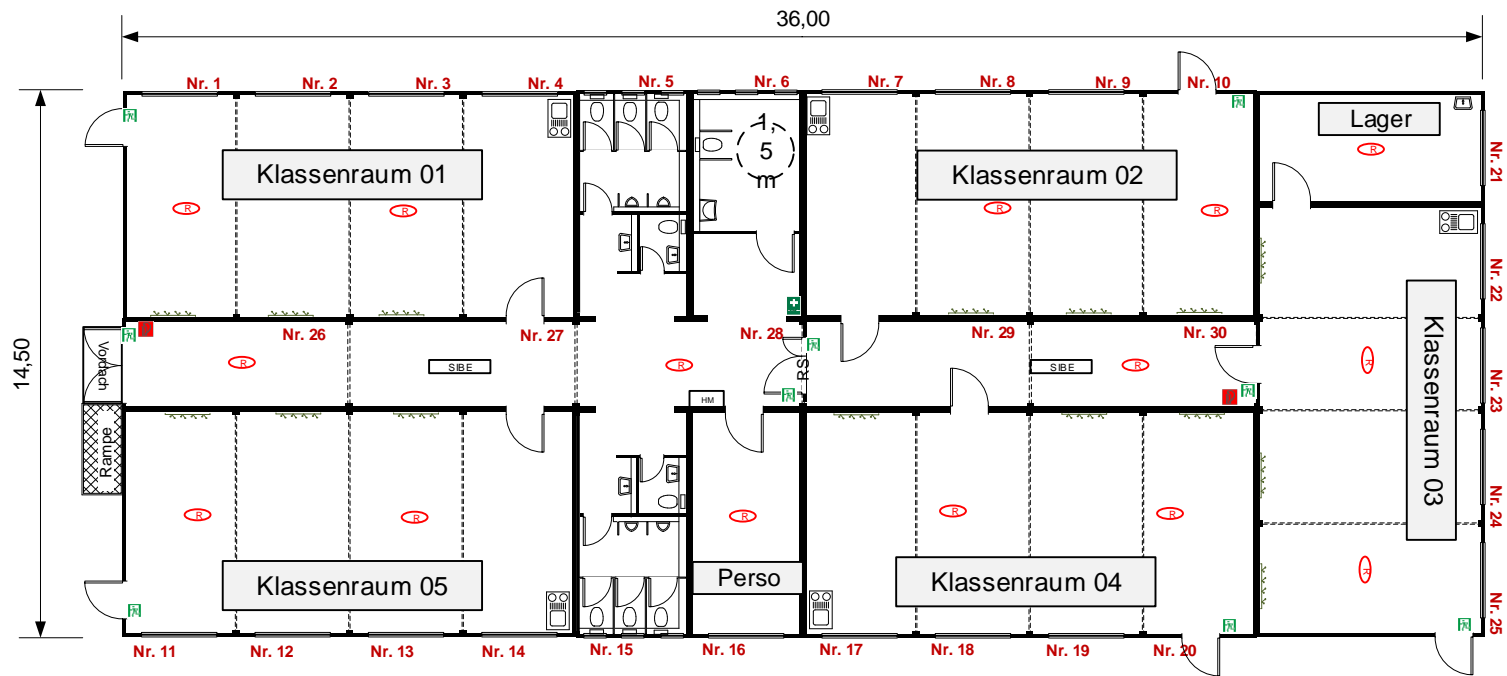 36,00
Nr. 1
Nr. 2
Nr. 3
Nr. 4
Nr. 5
Nr. 6
Nr. 7
Nr. 8
Nr. 9
Nr. 10
Lager
R
Nr. 21
1,
5
m
Klassenraum 01
Klassenraum 02
R
R
R
R
Nr. 22
14,50
Vordach
Nr. 26
Nr. 27
Nr. 28
Nr. 29
Nr. 30
R
SIBE
R
RS
SIBE
R
R
Klassenraum 03
Nr. 23
HM
Rampe
R
R
R
R
R
Nr. 24
Klassenraum 05
Perso
Klassenraum 04
R
Nr. 25
Nr. 11
Nr. 12
Nr. 13
Nr. 14
Nr. 15
Nr. 16
Nr. 17
Nr. 18
Nr. 19
Nr. 20